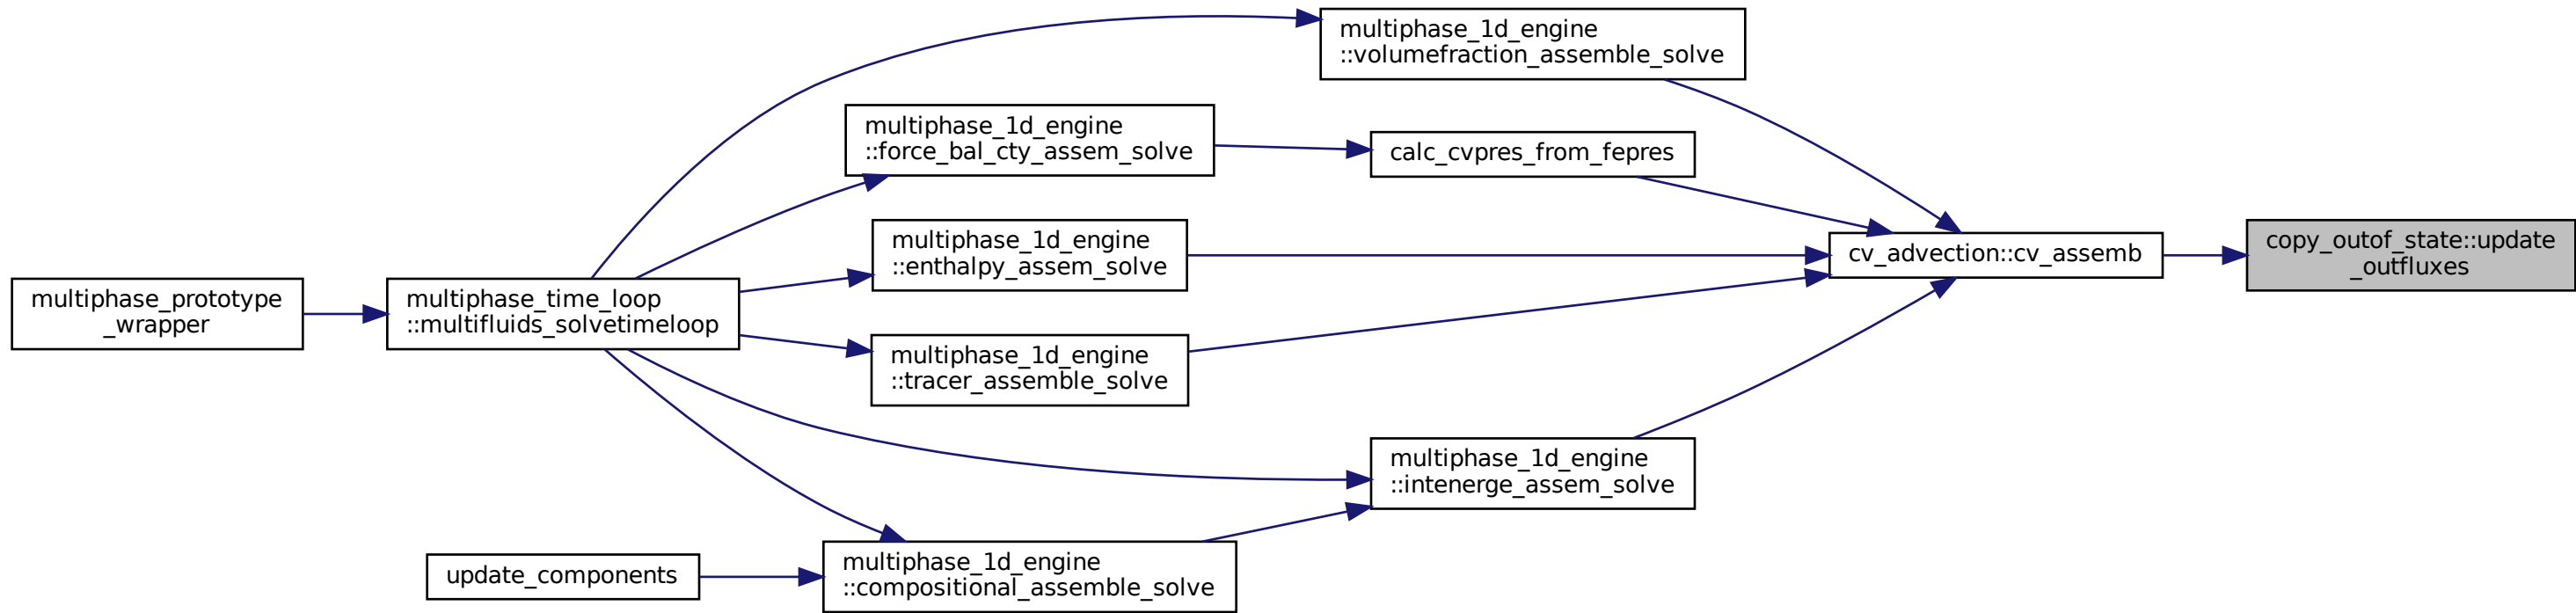 multiphase_1d_engine
::volumefraction_assemble_solve
multiphase_1d_engine
::force_bal_cty_assem_solve
calc_cvpres_from_fepres
multiphase_1d_engine
::enthalpy_assem_solve
cv_advection::cv_assemb
copy_outof_state::update
_outfluxes
multiphase_prototype
_wrapper
multiphase_time_loop
::multifluids_solvetimeloop
multiphase_1d_engine
::tracer_assemble_solve
multiphase_1d_engine
::intenerge_assem_solve
update_components
multiphase_1d_engine
::compositional_assemble_solve